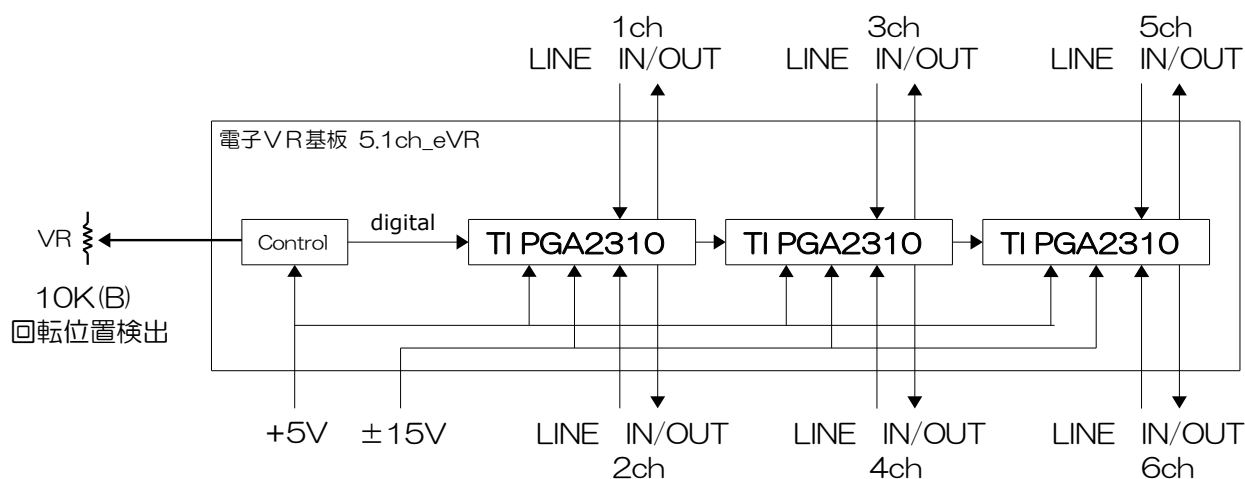 1ch
LINE IN/OUT
3ch
LINE IN/OUT
5ch
LINE IN/OUT
電子VR基板 5.1ch_eVR
VR
10K(B)
回転位置検出
Control
digital
TI PGA2310
TI PGA2310
TI PGA2310
+5V
±15V
LINE IN/OUT
2ch
LINE IN/OUT
4ch
LINE IN/OUT
6ch